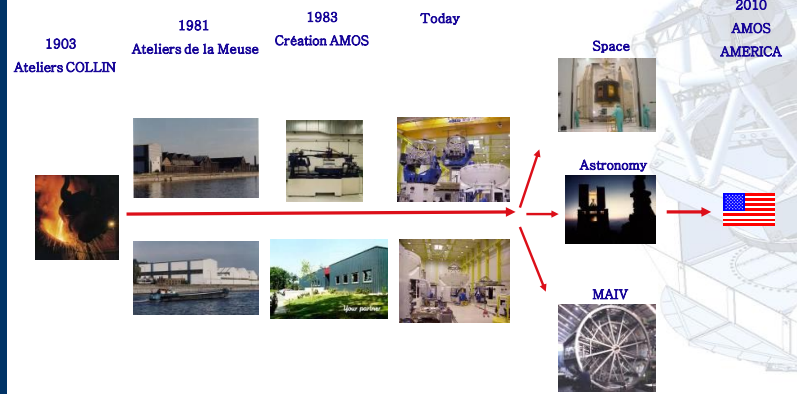 1903
Ateliers COLLIN
1981
Ateliers de la Meuse
1983
Création AMOS
Today
Space
Astronomy
MAIV
2010
AMOS
AMERICA
Your partner